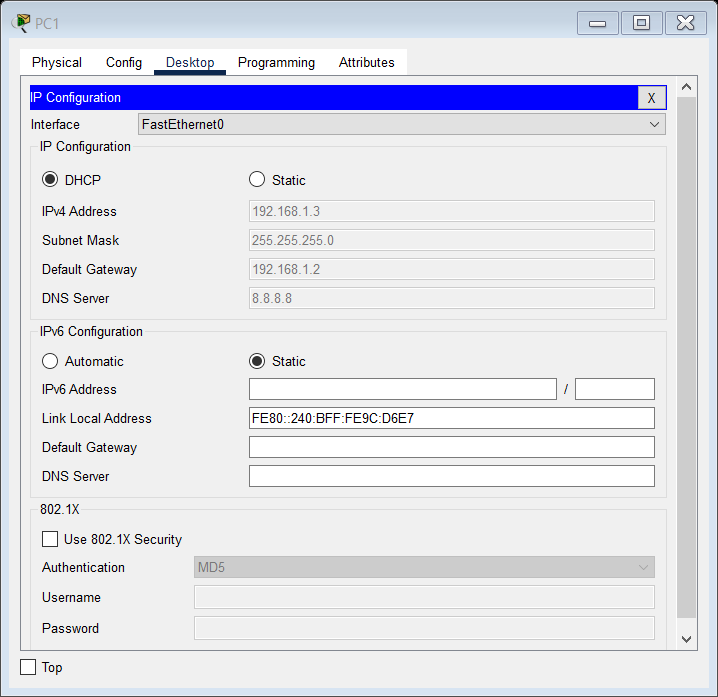 PC1
Physical Config Desktop Programming Attributes
IP Configuration X
Interface FastEthernet0
IP Configuration
DHCP Static
IPv4 Address 192.168.1.3
Subnet Mask 255.255.255.0
Default Gateway 192.168.1.2
DNS Server 8.8.8.8
IPv6 Configuration
Automatic Static
IPv6 Address /
Link Local Address FE80::240:BFF:FE9C:D6E7
Default Gateway
DNS Server
802.1X
Use 802.1X Security
Authentication MD5
Username
Password
Top